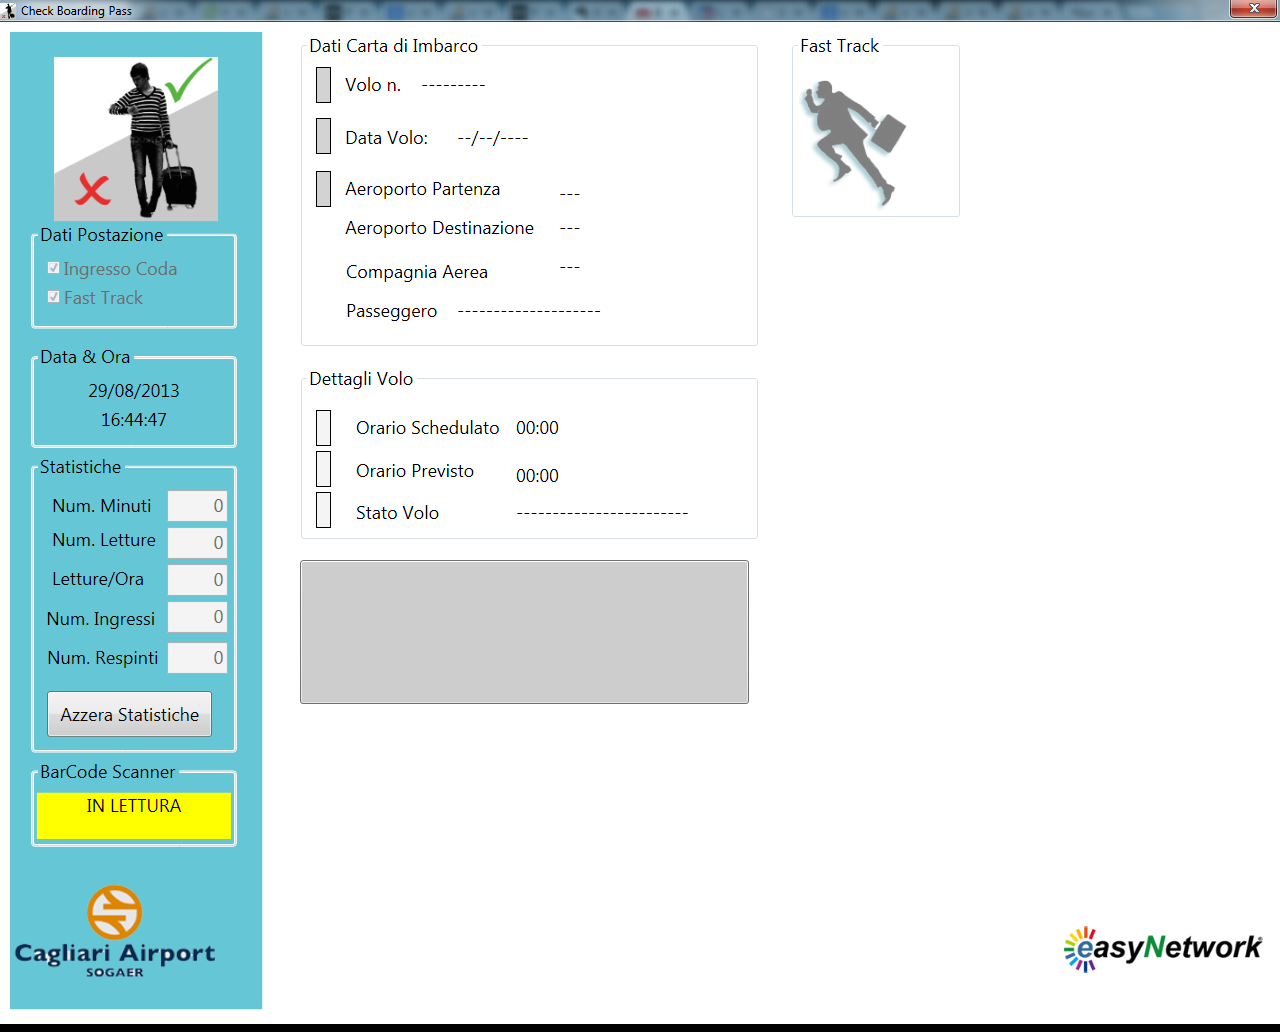 Check Boarding Pass
Dati Postazione
Ingresso Coda
Fast Track
Data & Ora
29/08/2013
16:44:47
Statistiche
Num. Minuti 0
Num. Letture 0
Letture/Ora 0
Num. Ingressi 0
Num. Respinti 0
Azzera Statistiche
BarCode Scanner
IN LETTURA
Cagliari Airport
SOGAER
Dati Carta di Imbarco
Volo n. ---------
Data Volo: --/--/----
Aeroporto Partenza ---
Aeroporto Destinazione ---
Compagnia Aerea ---
Passeggero --------------------
Dettagli Volo
Orario Schedulato 00:00
Orario Previsto 00:00
Stato Volo ------------------------
Fast Track
easyNetwork